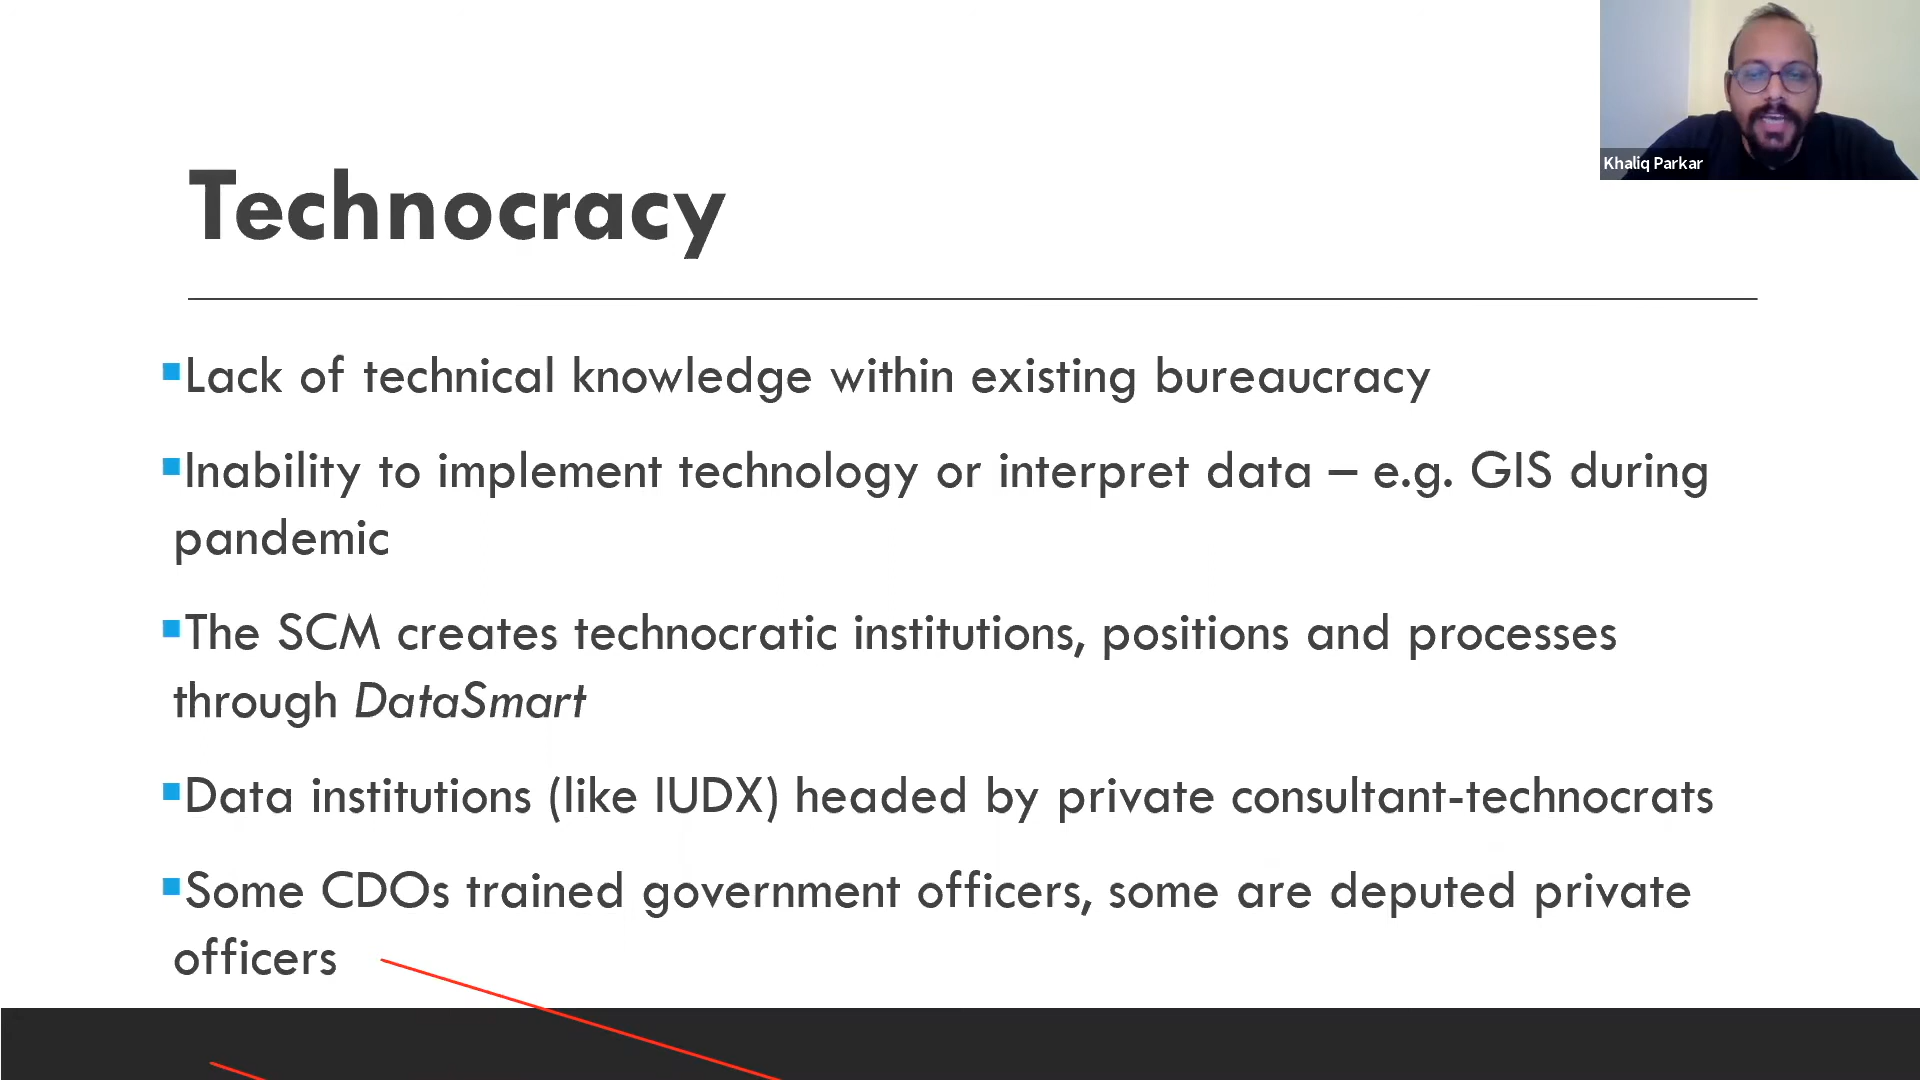 Khaliq Parkar
Technocracy
▪Lack of technical knowledge within existing bureaucracy
▪Inability to implement technology or interpret data – e.g. GIS during
pandemic
▪The SCM creates technocratic institutions, positions and processes
through DataSmart
▪Data institutions (like IUDX) headed by private consultant-technocrats
▪Some CDOs trained government officers, some are deputed private
officers